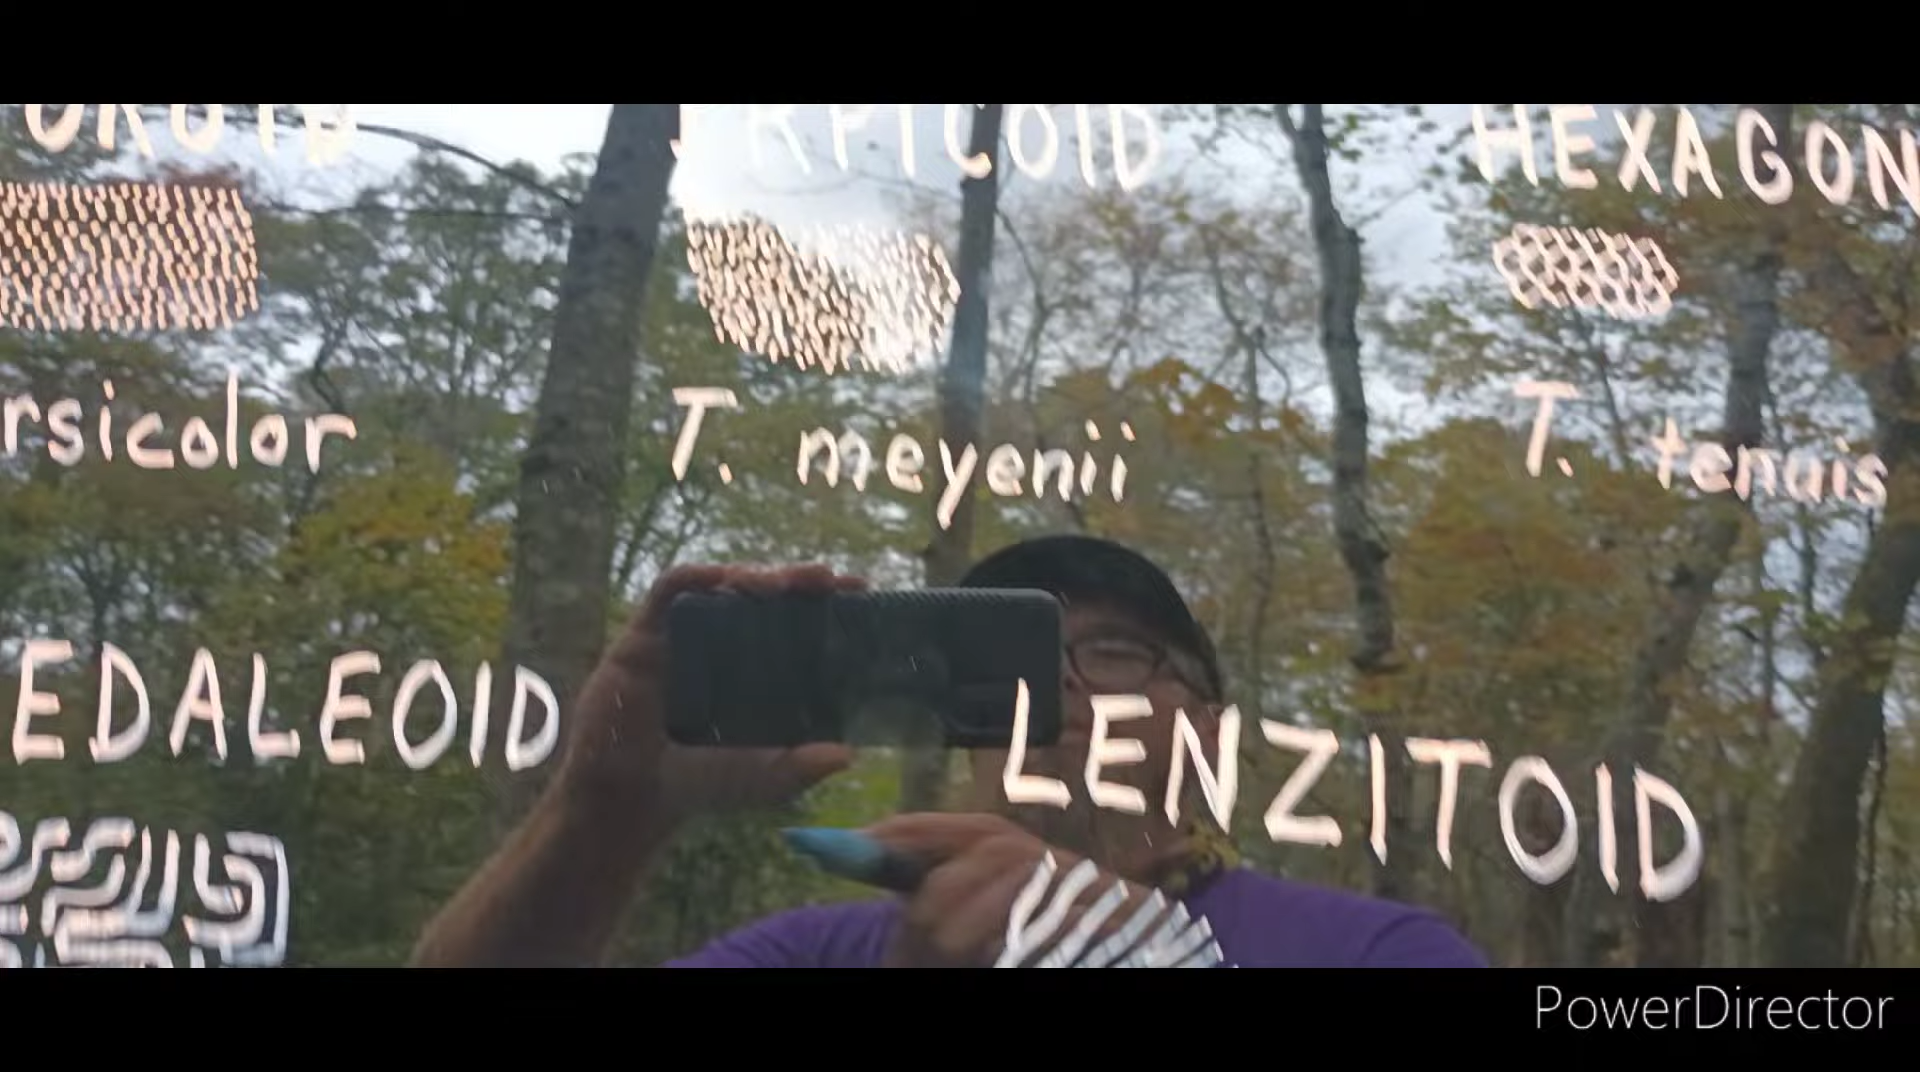 HEXAGON
rsicolor
T. meyenii
T. tenuis
EDALEOID
LENZITOID
PowerDirector